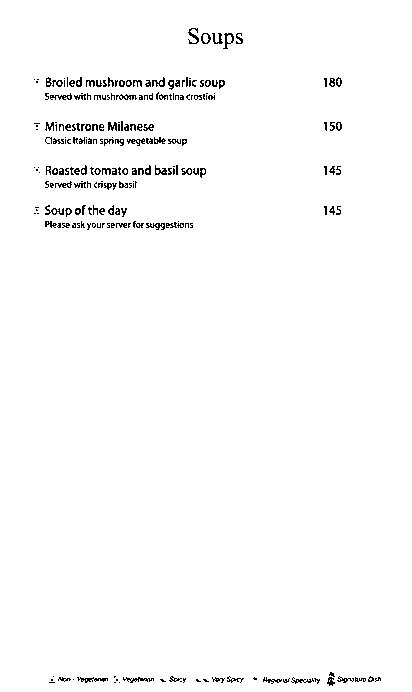 Soups
Broiled mushroom and garlic soup 180
Served with mushroom and fontina crostini
Minestrone Milanese 150
Classic Italian spring vegetable soup
Roasted tomato and basil soup 145
Served with crispy basil
Soup of the day 145
Please ask your server for suggestions
Non - Vegetarian Vegetarian Spicy Very Spicy Regional Speciality Signature Dish